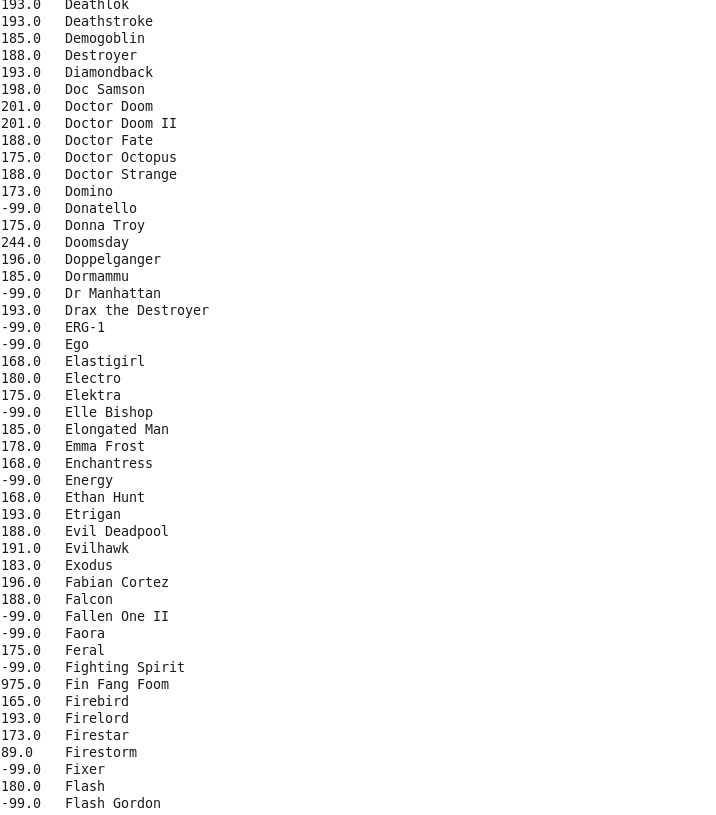 193.0   Deathlok
193.0   Deathstroke
185.0   Demogoblin
188.0   Destroyer
193.0   Diamondback
198.0   Doc Samson
201.0   Doctor Doom
201.0   Doctor Doom II
188.0   Doctor Fate
175.0   Doctor Octopus
188.0   Doctor Strange
173.0   Domino
-99.0   Donatello
175.0   Donna Troy
244.0   Doomsday
196.0   Doppelganger
185.0   Dormammu
-99.0   Dr Manhattan
193.0   Drax the Destroyer
-99.0   ERG-1
-99.0   Ego
168.0   Elastigirl
180.0   Electro
175.0   Elektra
-99.0   Elle Bishop
185.0   Elongated Man
178.0   Emma Frost
168.0   Enchantress
-99.0   Energy
168.0   Ethan Hunt
193.0   Etrigan
188.0   Evil Deadpool
191.0   Evilhawk
183.0   Exodus
196.0   Fabian Cortez
188.0   Falcon
-99.0   Fallen One II
-99.0   Faora
175.0   Feral
-99.0   Fighting Spirit
975.0   Fin Fang Foom
165.0   Firebird
193.0   Firelord
173.0   Firestar
89.0    Firestorm
-99.0   Fixer
180.0   Flash
-99.0   Flash Gordon